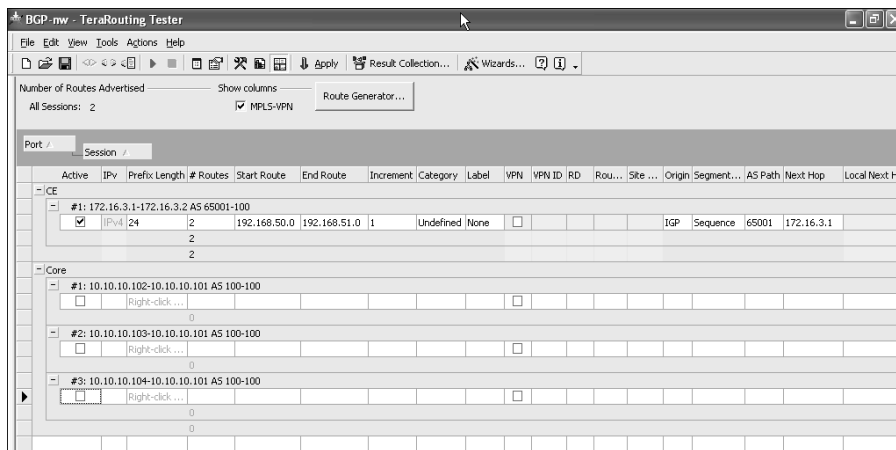 BGP-nw - TeraRouting Tester
File Edit View Tools Actions Help
Apply Result Collection... Wizards...
Number of Routes Advertised Show columns
All Sessions: 2 MPLS-VPN Route Generator...
Port
Session
Active IPv Prefix Length # Routes Start Route End Route Increment Category Label VPN VPN ID RD Rou... Site ... Origin Segment... AS Path Next Hop Local Next H
CE
#1: 172.16.3.1-172.16.3.2 AS 65001-100
IPv4 24 2 192.168.50.0 192.168.51.0 1 Undefined None IGP Sequence 65001 172.16.3.1
2
2
Core
#1: 10.10.10.102-10.10.10.101 AS 100-100
Right-click ...
0
#2: 10.10.10.103-10.10.10.101 AS 100-100
Right-click ...
0
#3: 10.10.10.104-10.10.10.101 AS 100-100
Right-click ...
0
0